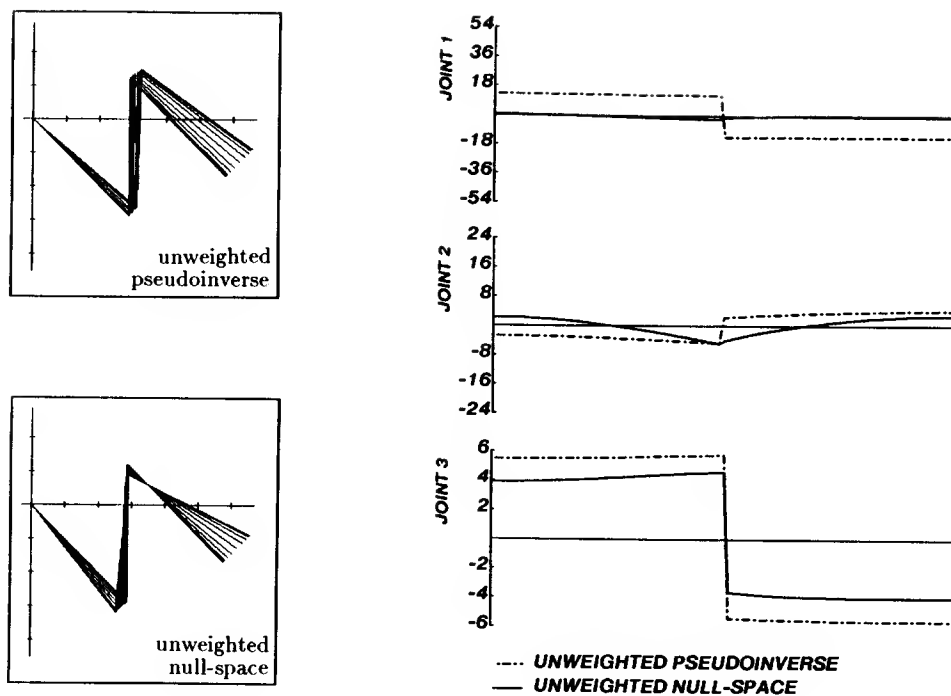 unweighted
pseudoinverse
unweighted
null-space
JOINT 1
54
36
18
-18
-36
-54
JOINT 2
24
16
8
-8
-16
-24
JOINT 3
6
4
2
-2
-4
-6
UNWEIGHTED PSEUDOINVERSE
UNWEIGHTED NULL-SPACE